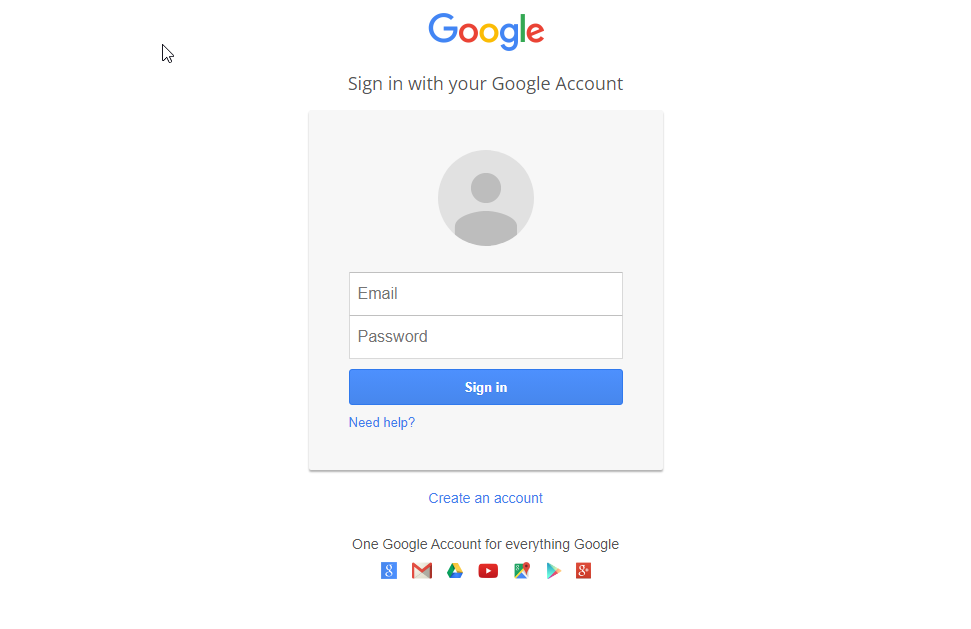 Google
Sign in with your Google Account
Email
Password
Sign in
Need help?
Create an account
One Google Account for everything Google